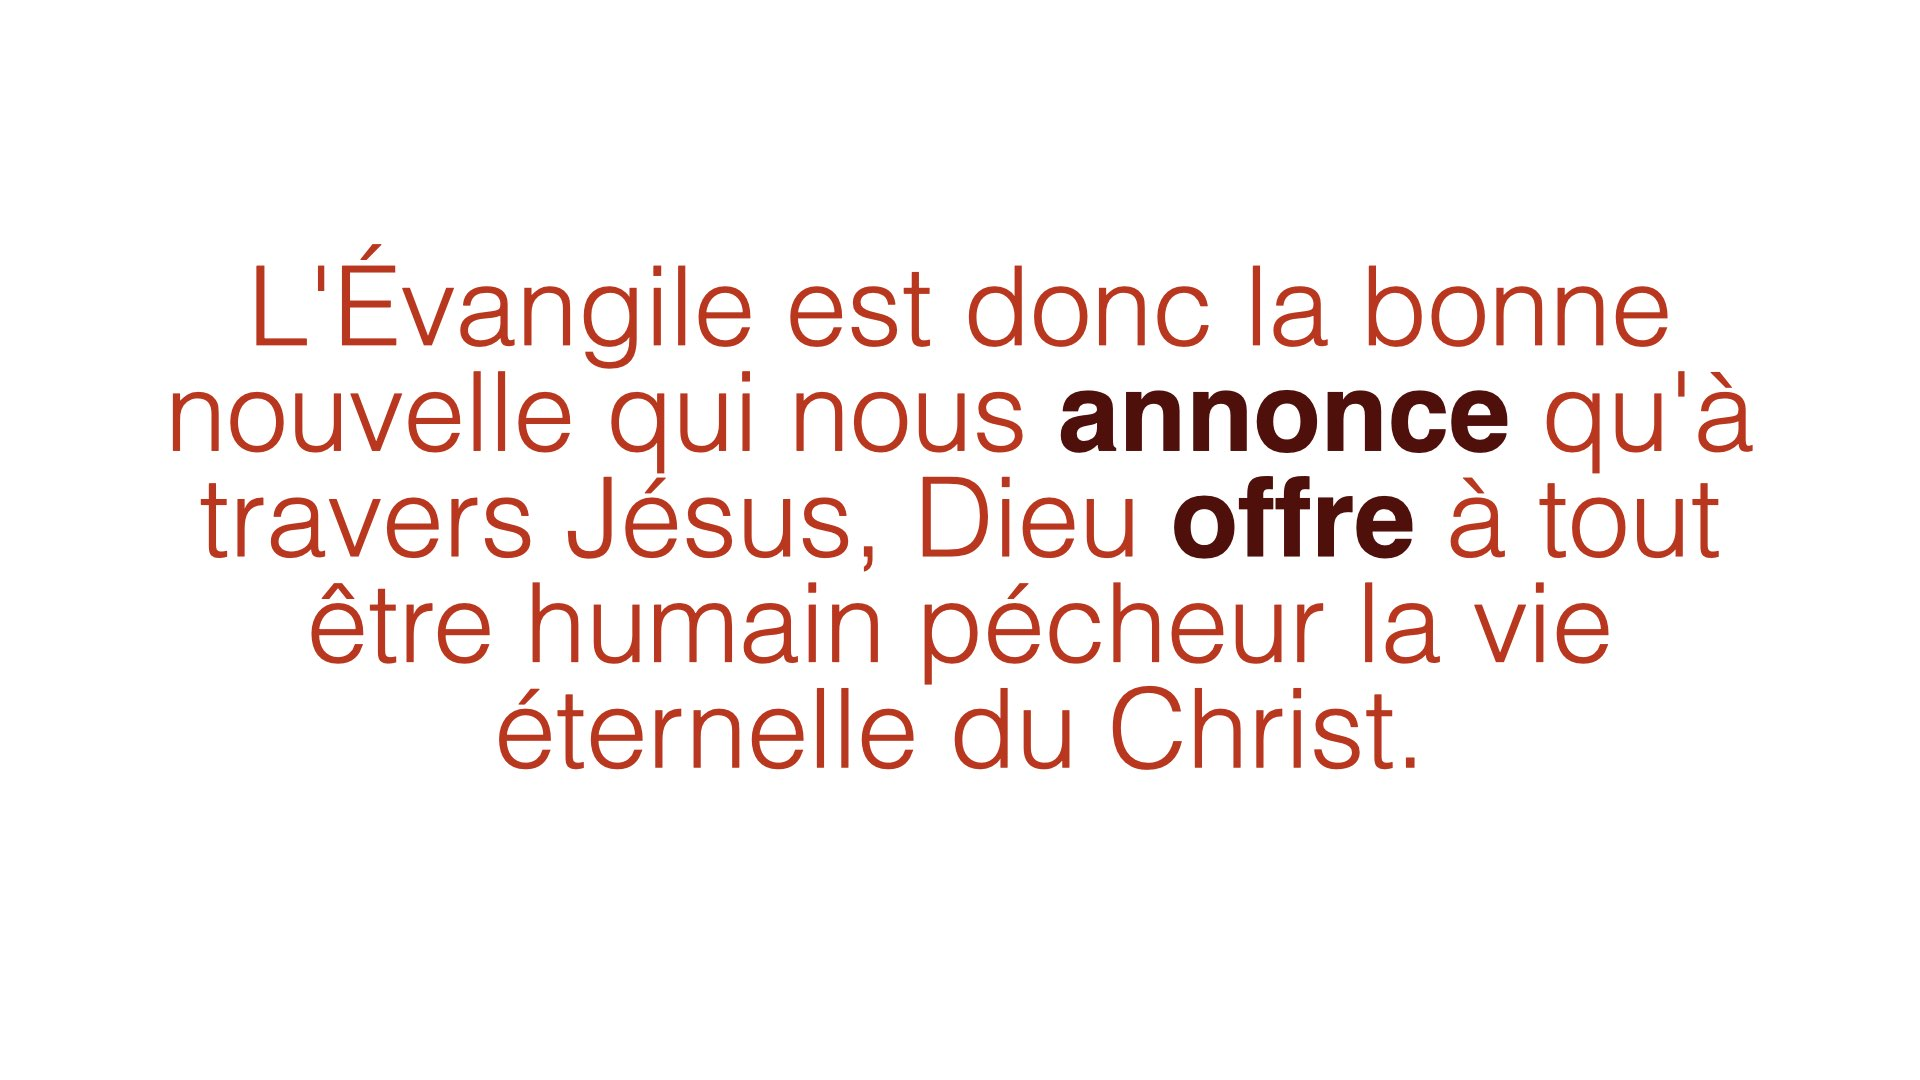 L'Évangile est donc la bonne
nouvelle qui nous annonce qu'à
travers Jésus, Dieu offre à tout
être humain pécheur la vie
éternelle du Christ.